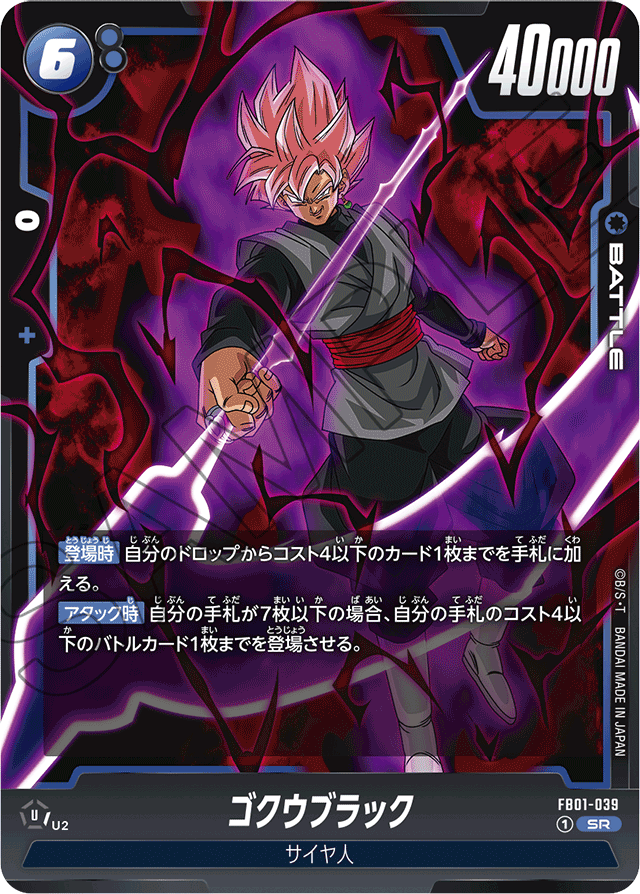 6
40000
0
+
BATTLE
SAMPLE
登場時 自分のドロップからコスト4以下のカード1枚までを手札に加
える。
アタック時 自分の手札が7枚以下の場合、自分の手札のコスト4以
下のバトルカード1枚までを登場させる。
©B/S・T BANDAI MADE IN JAPAN
ゴクウブラック
FB01-039
U/U2
1 SR
サイヤ人